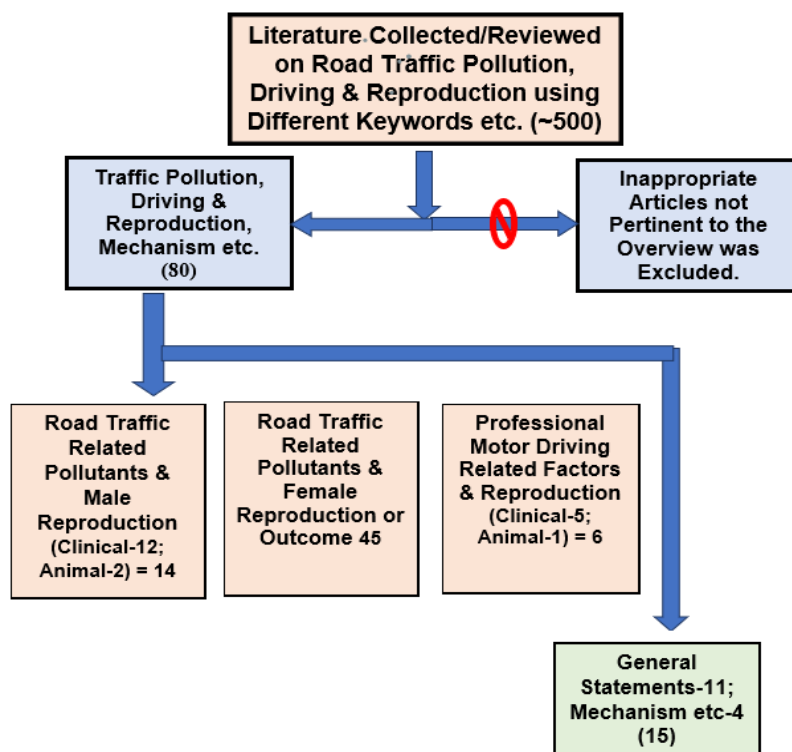 Literature Collected/Reviewed
on Road Traffic Pollution,
Driving & Reproduction using
Different Keywords etc. (~500)
Traffic Pollution,
Driving &
Reproduction,
Mechanism etc.
(80)
Inappropriate
Articles not
Pertinent to the
Overview was
Excluded.
Road Traffic
Related
Pollutants &
Male
Reproduction
(Clinical-12;
Animal-2) = 14
Road Traffic
Related
Pollutants &
Female
Reproduction or
Outcome 45
Professional
Motor Driving
Related Factors
& Reproduction
(Clinical-5;
Animal-1) = 6
General
Statements-11;
Mechanism etc-4
(15)